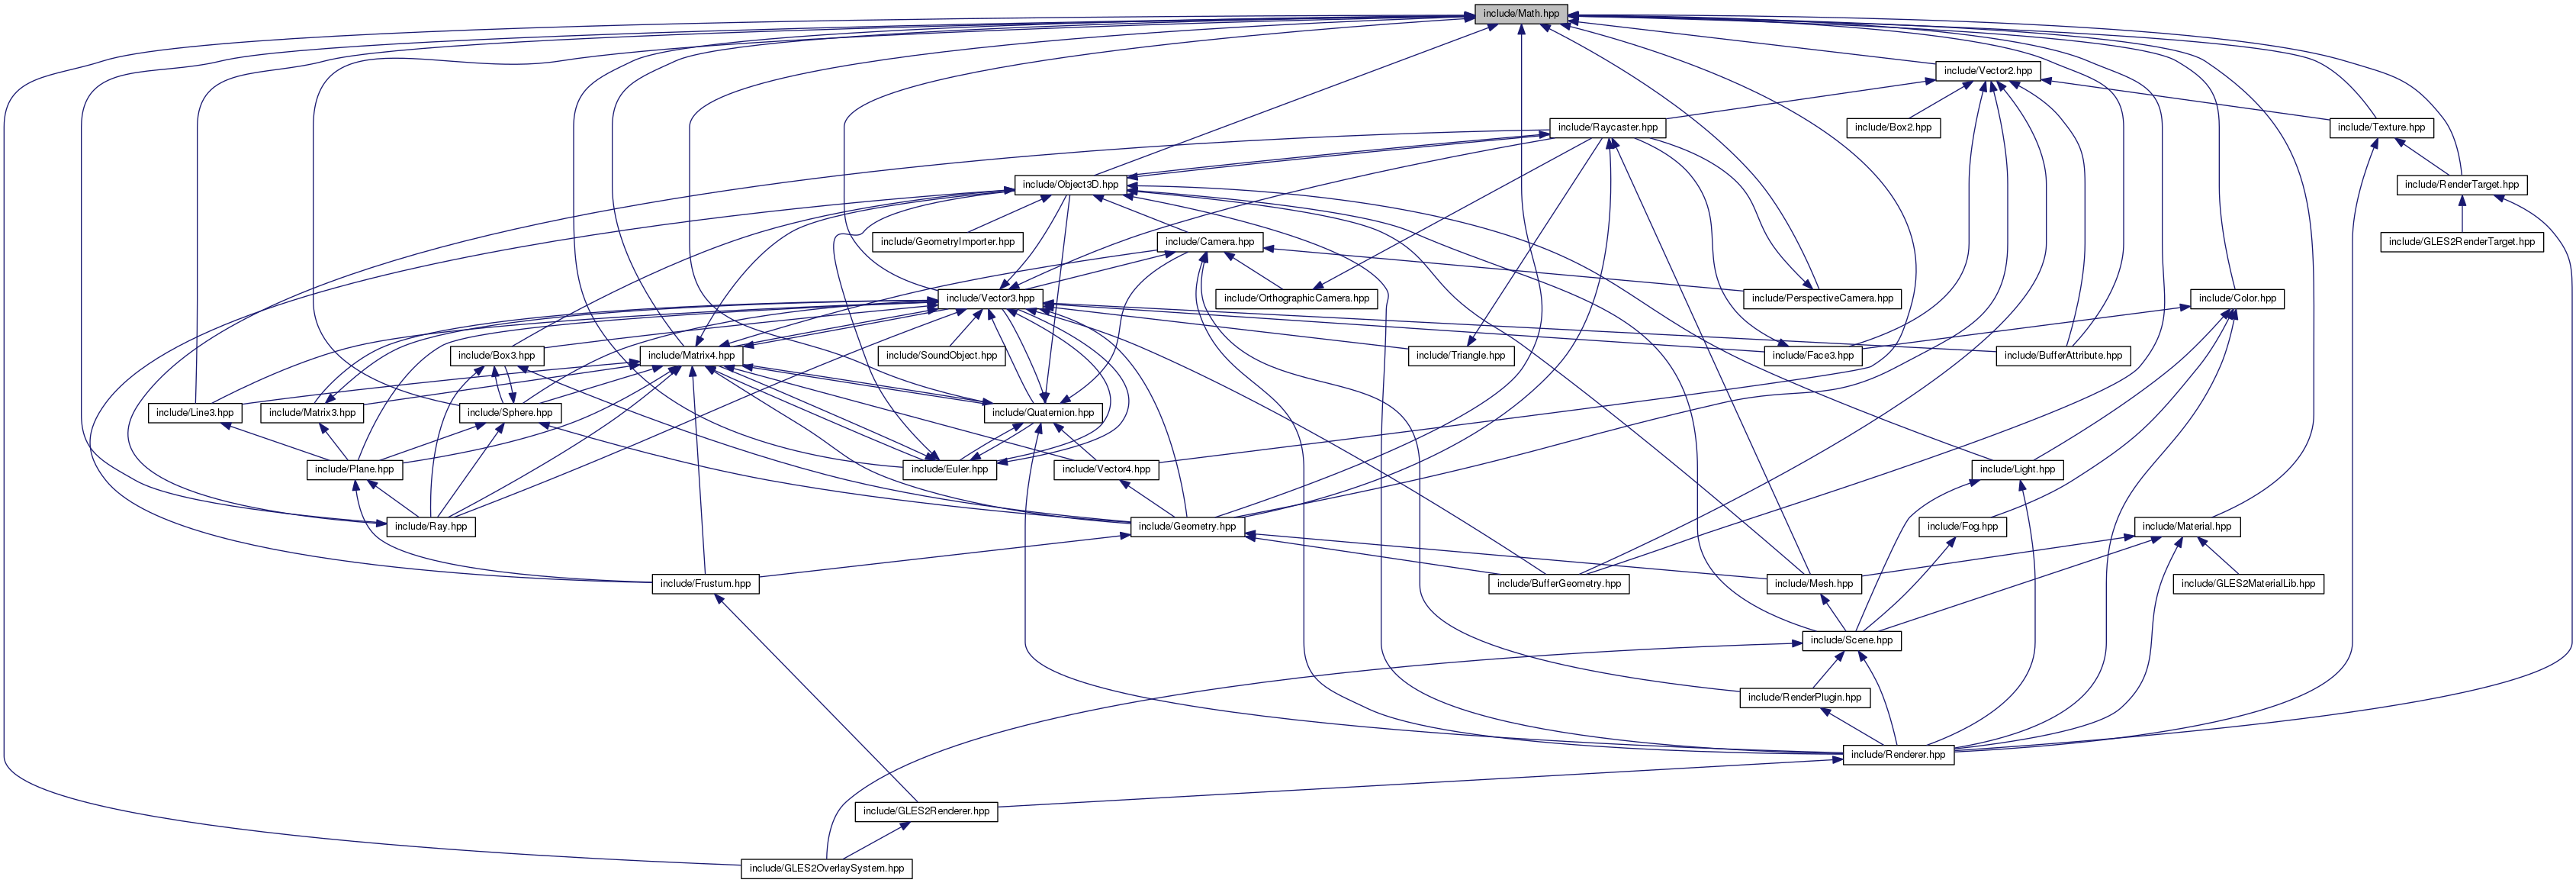 include/Math.hpp
include/Vector2.hpp
include/Raycaster.hpp
include/Box2.hpp
include/Texture.hpp
include/Object3D.hpp
include/RenderTarget.hpp
include/GeometryImporter.hpp
include/Camera.hpp
include/GLES2RenderTarget.hpp
include/Vector3.hpp
include/OrthographicCamera.hpp
include/PerspectiveCamera.hpp
include/Color.hpp
include/Box3.hpp
include/Matrix4.hpp
include/SoundObject.hpp
include/Triangle.hpp
include/Face3.hpp
include/BufferAttribute.hpp
include/Line3.hpp
include/Matrix3.hpp
include/Sphere.hpp
include/Quaternion.hpp
include/Plane.hpp
include/Euler.hpp
include/Vector4.hpp
include/Light.hpp
include/Ray.hpp
include/Geometry.hpp
include/Fog.hpp
include/Material.hpp
include/Frustum.hpp
include/BufferGeometry.hpp
include/Mesh.hpp
include/GLES2MaterialLib.hpp
include/Scene.hpp
include/RenderPlugin.hpp
include/Renderer.hpp
include/GLES2Renderer.hpp
include/GLES2OverlaySystem.hpp